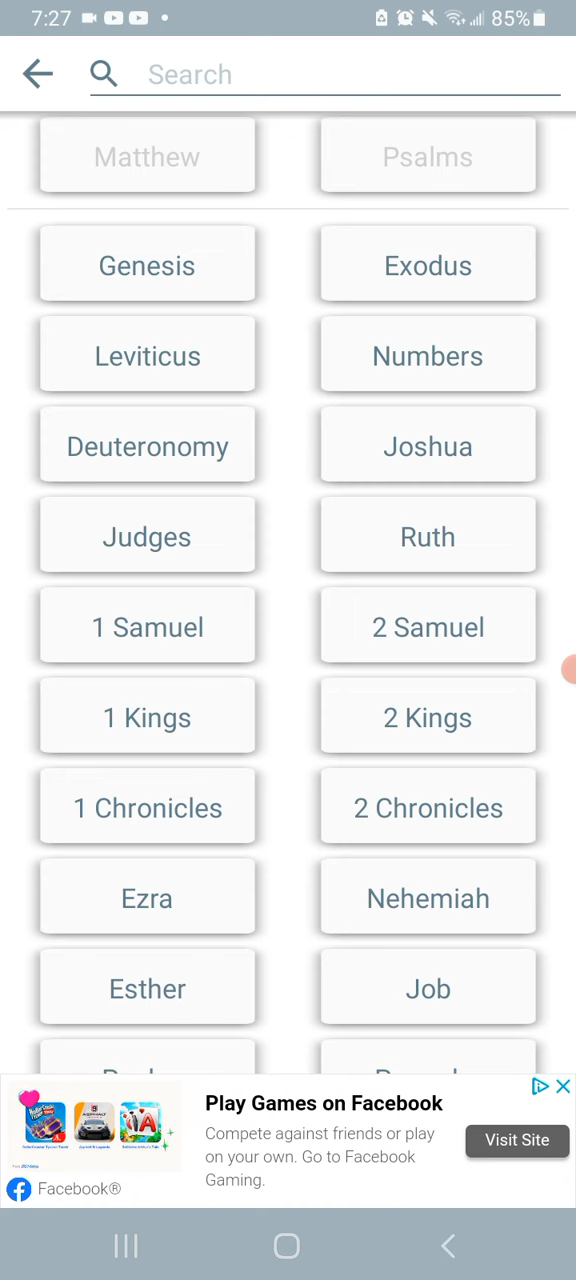 7:27
85%
Search
Matthew
Psalms
Genesis
Exodus
Leviticus
Numbers
Deuteronomy
Joshua
Judges
Ruth
1 Samuel
2 Samuel
1 Kings
2 Kings
1 Chronicles
2 Chronicles
Ezra
Nehemiah
Esther
Job
Play Games on Facebook
Compete against friends or play
on your own. Go to Facebook
Gaming.
Visit Site
Facebook®